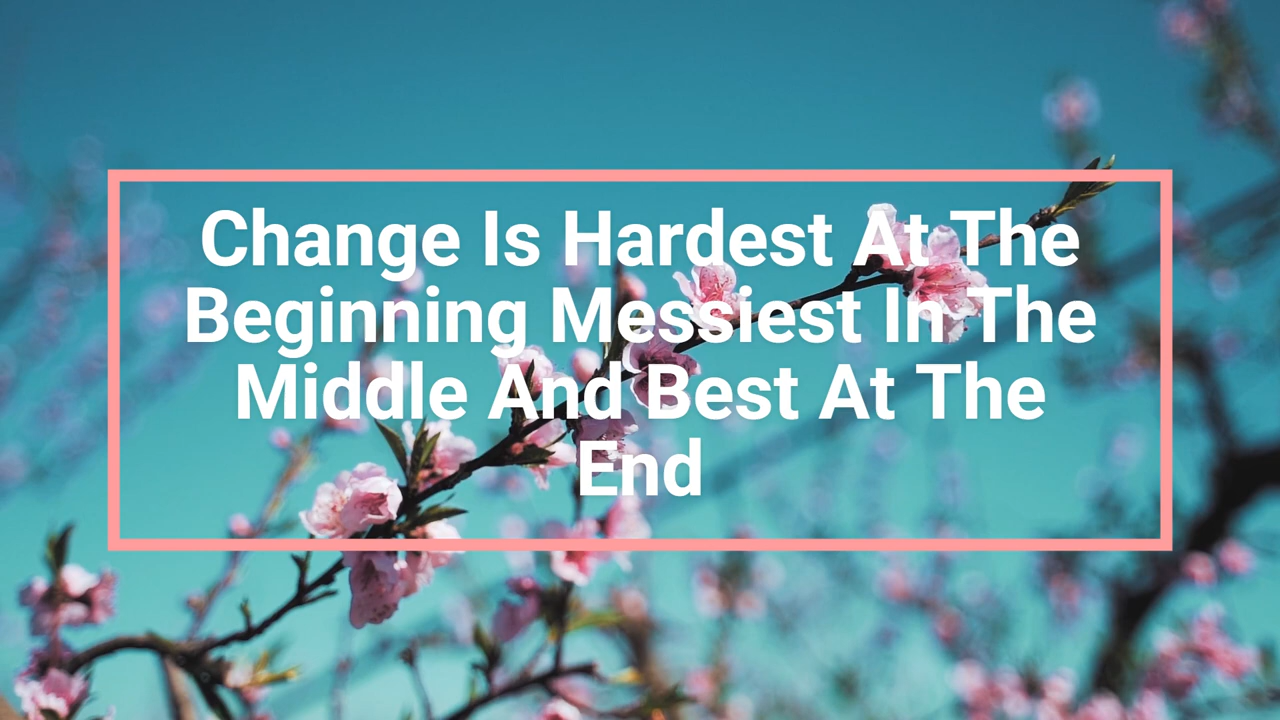 Change Is Hardest At The
Beginning Messiest In The
Middle And Best At The
End